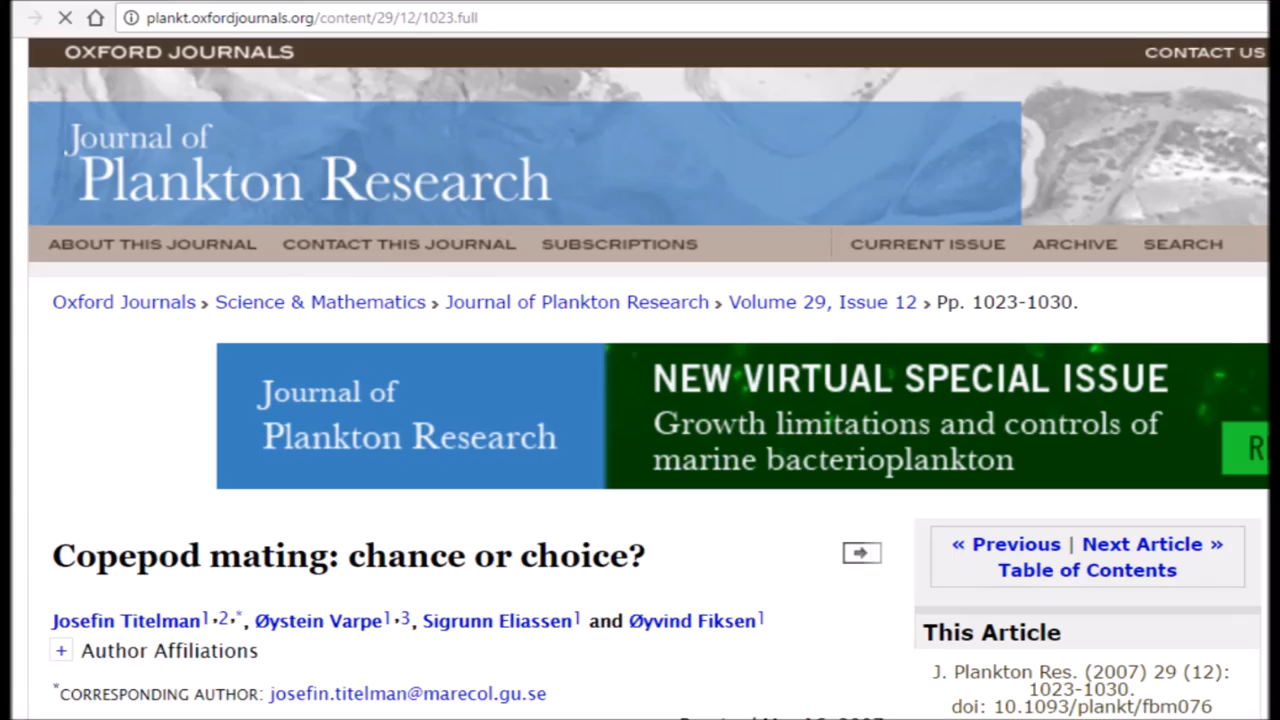 plankt.oxfordjournals.org/content/29/12/1023.full
OXFORD JOURNALS CONTACT US
Journal of
Plankton Research
ABOUT THIS JOURNAL CONTACT THIS JOURNAL SUBSCRIPTIONS CURRENT ISSUE ARCHIVE SEARCH
Oxford Journals › Science & Mathematics › Journal of Plankton Research › Volume 29, Issue 12 › Pp. 1023-1030.
Journal of
Plankton Research
NEW VIRTUAL SPECIAL ISSUE
Growth limitations and controls of
marine bacterioplankton
Copepod mating: chance or choice?
« Previous | Next Article »
Table of Contents
Josefin Titelman1,2,*, Øystein Varpe1,3, Sigrunn Eliassen1 and Øyvind Fiksen1
+ Author Affiliations
*CORRESPONDING AUTHOR: josefin.titelman@marecol.gu.se
This Article
J. Plankton Res. (2007) 29 (12):
1023-1030.
doi: 10.1093/plankt/fbm076